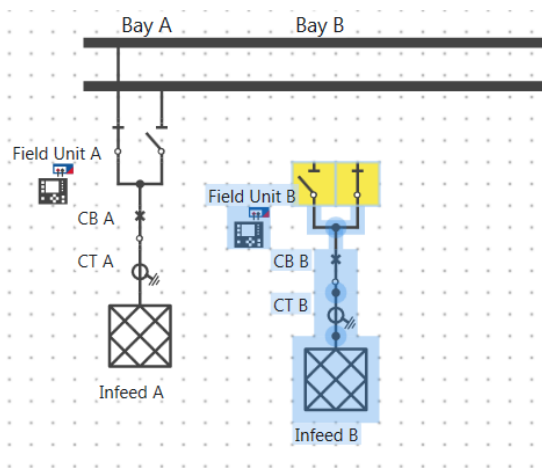 Bay A
Bay B
Field Unit A
Field Unit B
CB A
CB B
CT A
CT B
Infeed A
Infeed B